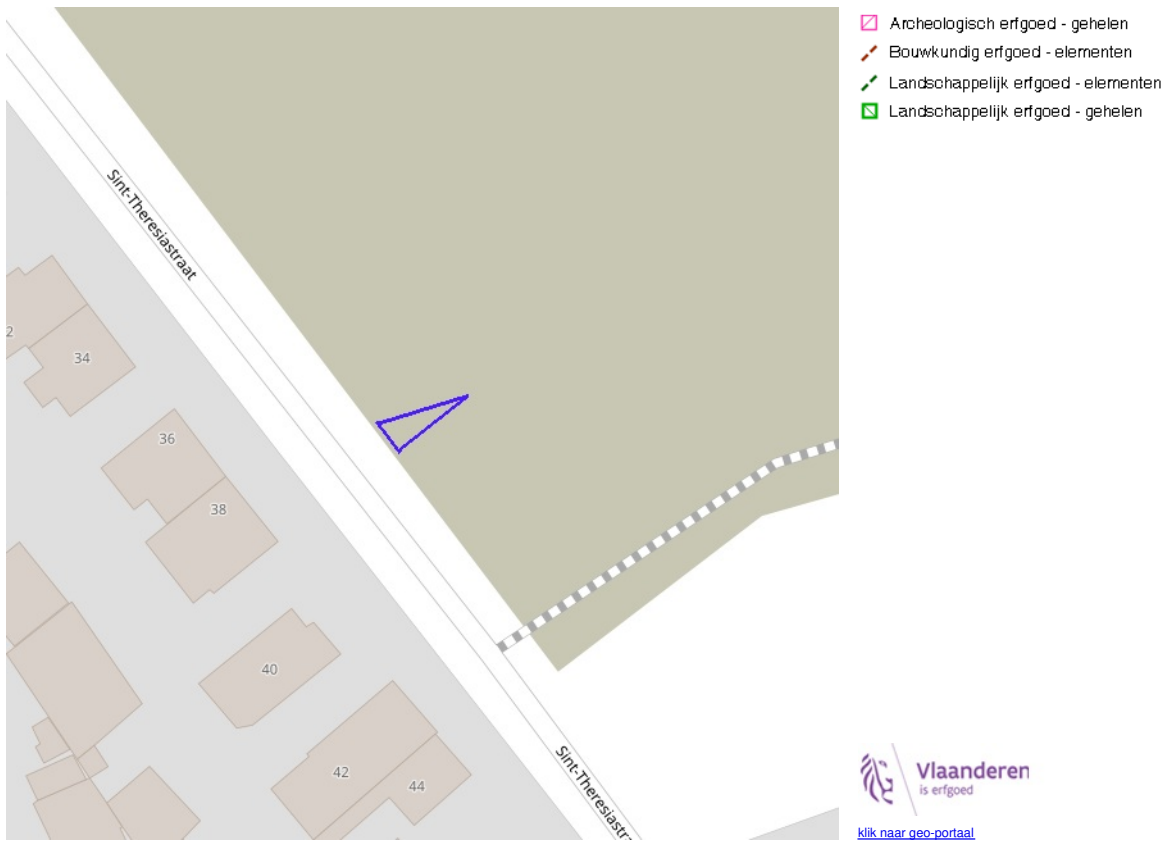 Archeologisch erfgoed - gehelen
Bouwkundig erfgoed - elementen
Landschappelijk erfgoed - elementen
Landschappelijk erfgoed - gehelen
Sint-Theresiastraat
2
34
36
38
40
42
44
Sint-Theresiastr
Vlaanderen
is erfgoed
klik naar geo-portaal